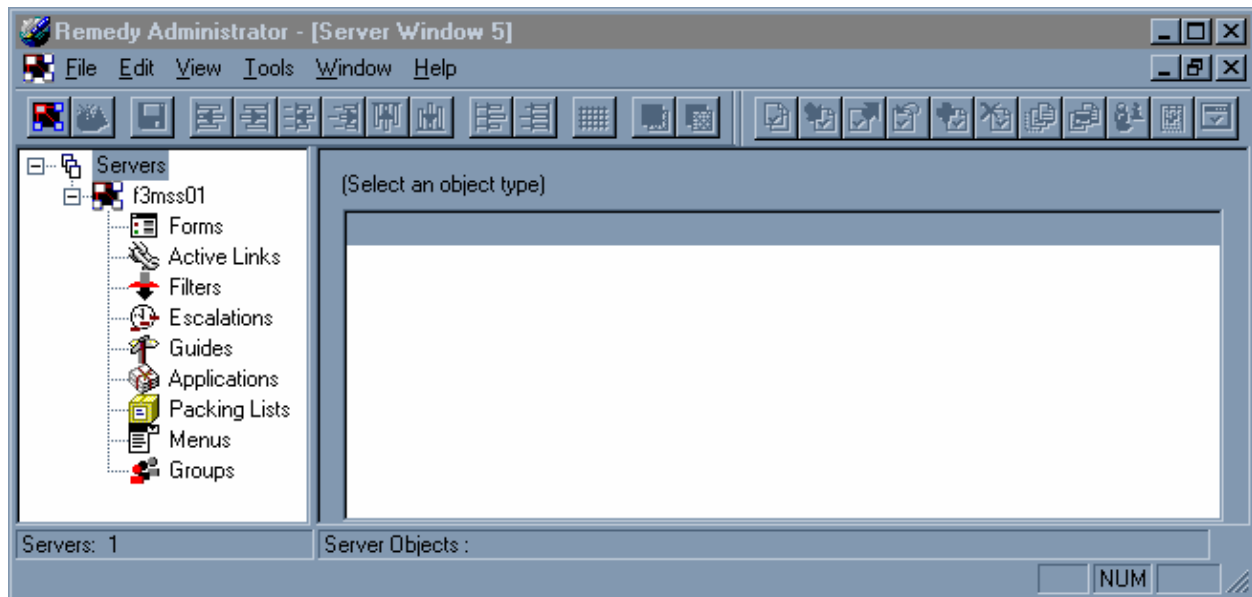 Remedy Administrator - [Server Window 5]
File Edit View Tools Window Help
Servers
f3mss01
Forms
Active Links
Filters
Escalations
Guides
Applications
Packing Lists
Menus
Groups
(Select an object type)
Servers: 1
Server Objects :
NUM